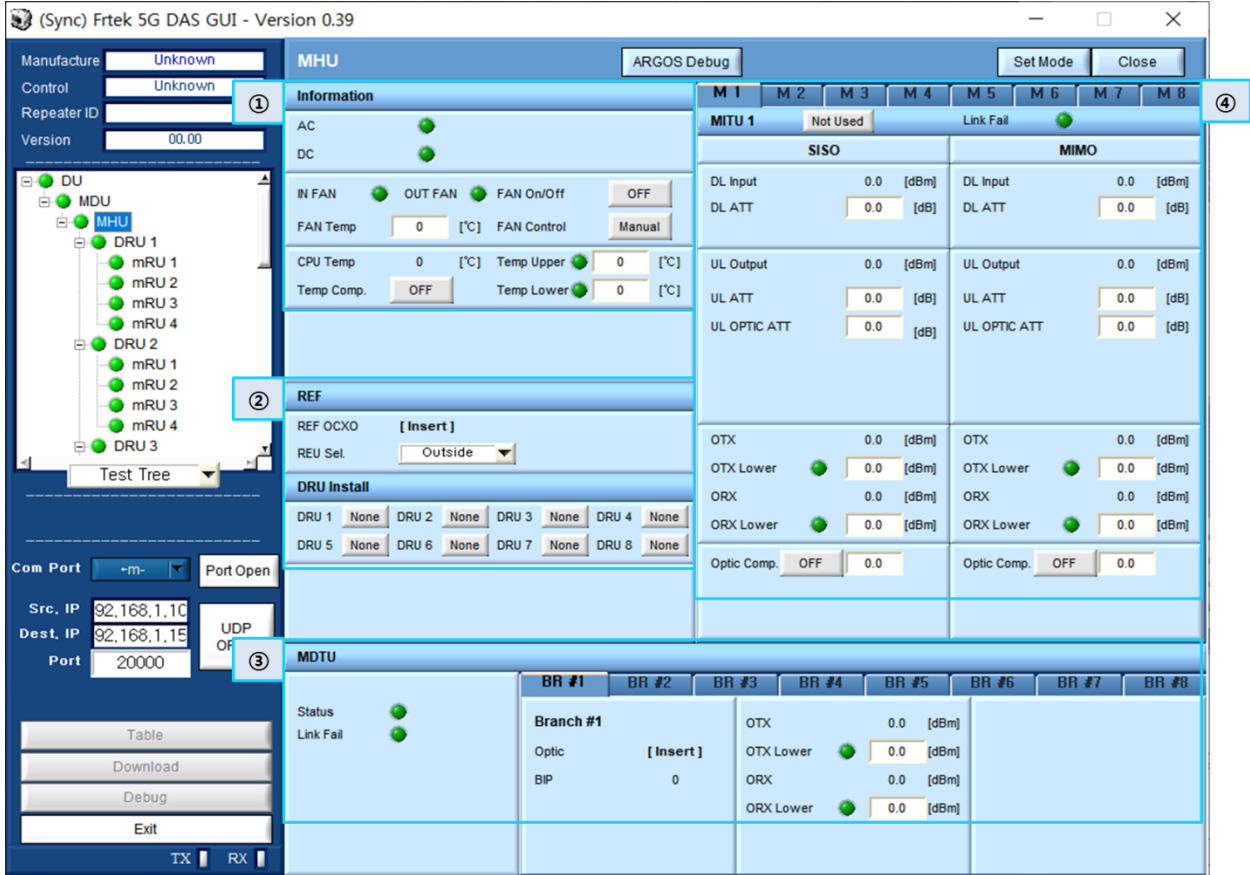 (Sync) Frtek 5G DAS GUI - Version 0.39
Manufacture Unknown
Control Unknown
Repeater ID
Version 00.00
DU
MDU
MHU
DRU 1
mRU 1
mRU 2
mRU 3
mRU 4
DRU 2
mRU 1
mRU 2
mRU 3
mRU 4
DRU 3
Test Tree
Com Port
Port Open
Src. IP 92.168.1.10
Dest. IP 92.168.1.15
Port 20000
UDP
Table
Download
Debug
Exit
TX RX
MHU ARGOS Debug Set Mode Close
①
Information
AC
DC
IN FAN OUT FAN FAN On/Off OFF
FAN Temp 0 [℃] FAN Control Manual
CPU Temp 0 [℃] Temp Upper 0 [℃]
Temp Comp. OFF Temp Lower 0 [℃]
②
REF
REF OCXO [ Insert ]
REU Sel. Outside
DRU Install
DRU 1 None DRU 2 None DRU 3 None DRU 4 None
DRU 5 None DRU 6 None DRU 7 None DRU 8 None
④
M 1 M 2 M 3 M 4 M 5 M 6 M 7 M 8
MITU 1 Not Used Link Fail
SISO MIMO
DL Input 0.0 [dBm] DL Input 0.0 [dBm]
DL ATT 0.0 [dB] DL ATT 0.0 [dB]
UL Output 0.0 [dBm] UL Output 0.0 [dBm]
UL ATT 0.0 [dB] UL ATT 0.0 [dB]
UL OPTIC ATT 0.0 [dB] UL OPTIC ATT 0.0 [dB]
OTX 0.0 [dBm] OTX 0.0 [dBm]
OTX Lower 0.0 [dBm] OTX Lower 0.0 [dBm]
ORX 0.0 [dBm] ORX 0.0 [dBm]
ORX Lower 0.0 [dBm] ORX Lower 0.0 [dBm]
Optic Comp. OFF 0.0 Optic Comp. OFF 0.0
③
MDTU
BR #1 BR #2 BR #3 BR #4 BR #5 BR #6 BR #7 BR #8
Status
Link Fail
Branch #1
Optic [ Insert ]
BIP 0
OTX 0.0 [dBm]
OTX Lower 0.0 [dBm]
ORX 0.0 [dBm]
ORX Lower 0.0 [dBm]